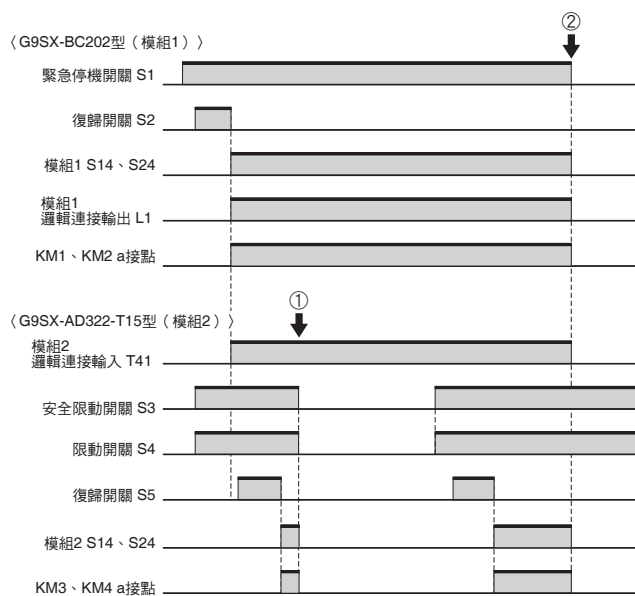 ②
〈 G9SX-BC202型（模組1）〉
緊急停機開關 S1
復歸開關 S2
模組1 S14、S24
模組1
邏輯連接輸出 L1
KM1、KM2 a接點
①
〈 G9SX-AD322-T15型（模組2）〉
模組2
邏輯連接輸入 T41
安全限動開關 S3
限動開關 S4
復歸開關 S5
模組2 S14、S24
KM3、KM4 a接點